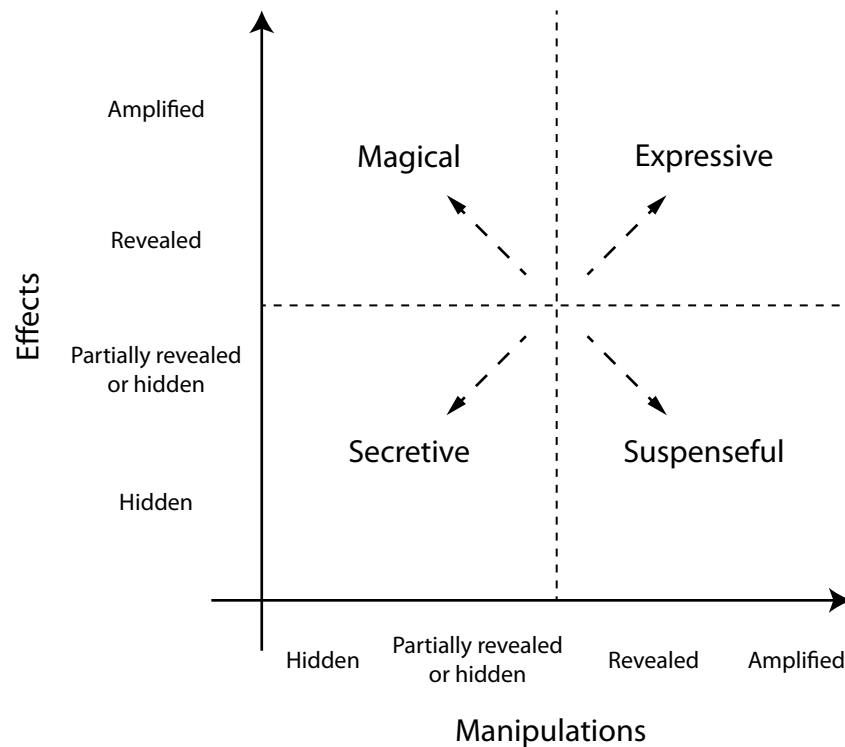 Amplified
Magical
Expressive
Revealed
Effects
Partially revealed
or hidden
Secretive
Suspenseful
Hidden
Hidden
Partially revealed
or hidden
Revealed
Amplified
Manipulations